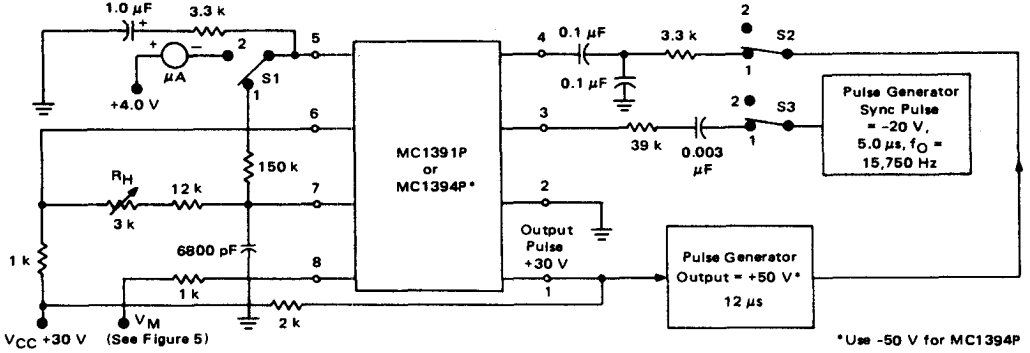 1.0 µF
+
3.3 k
+
–
µA
+4.0 V
2
S1
1
5
6
7
8
150 k
RH
3 k
12 k
6800 pF
1 k
1 k
2 k
VCC +30 V
VM
(See Figure 5)
MC1391P
or
MC1394P*
4
0.1 µF
0.1 µF
3.3 k
2
S2
1
3
39 k
0.003
µF
2
S3
1
Pulse Generator
Sync Pulse
= -20 V,
5.0 µs, fO =
15,750 Hz
2
Output
Pulse
+30 V
1
Pulse Generator
Output = +50 V*
12 µs
*Use -50 V for MC1394P